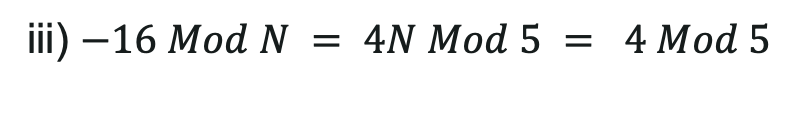 iii) −16 Mod N = 4N Mod 5 = 4 Mod 5